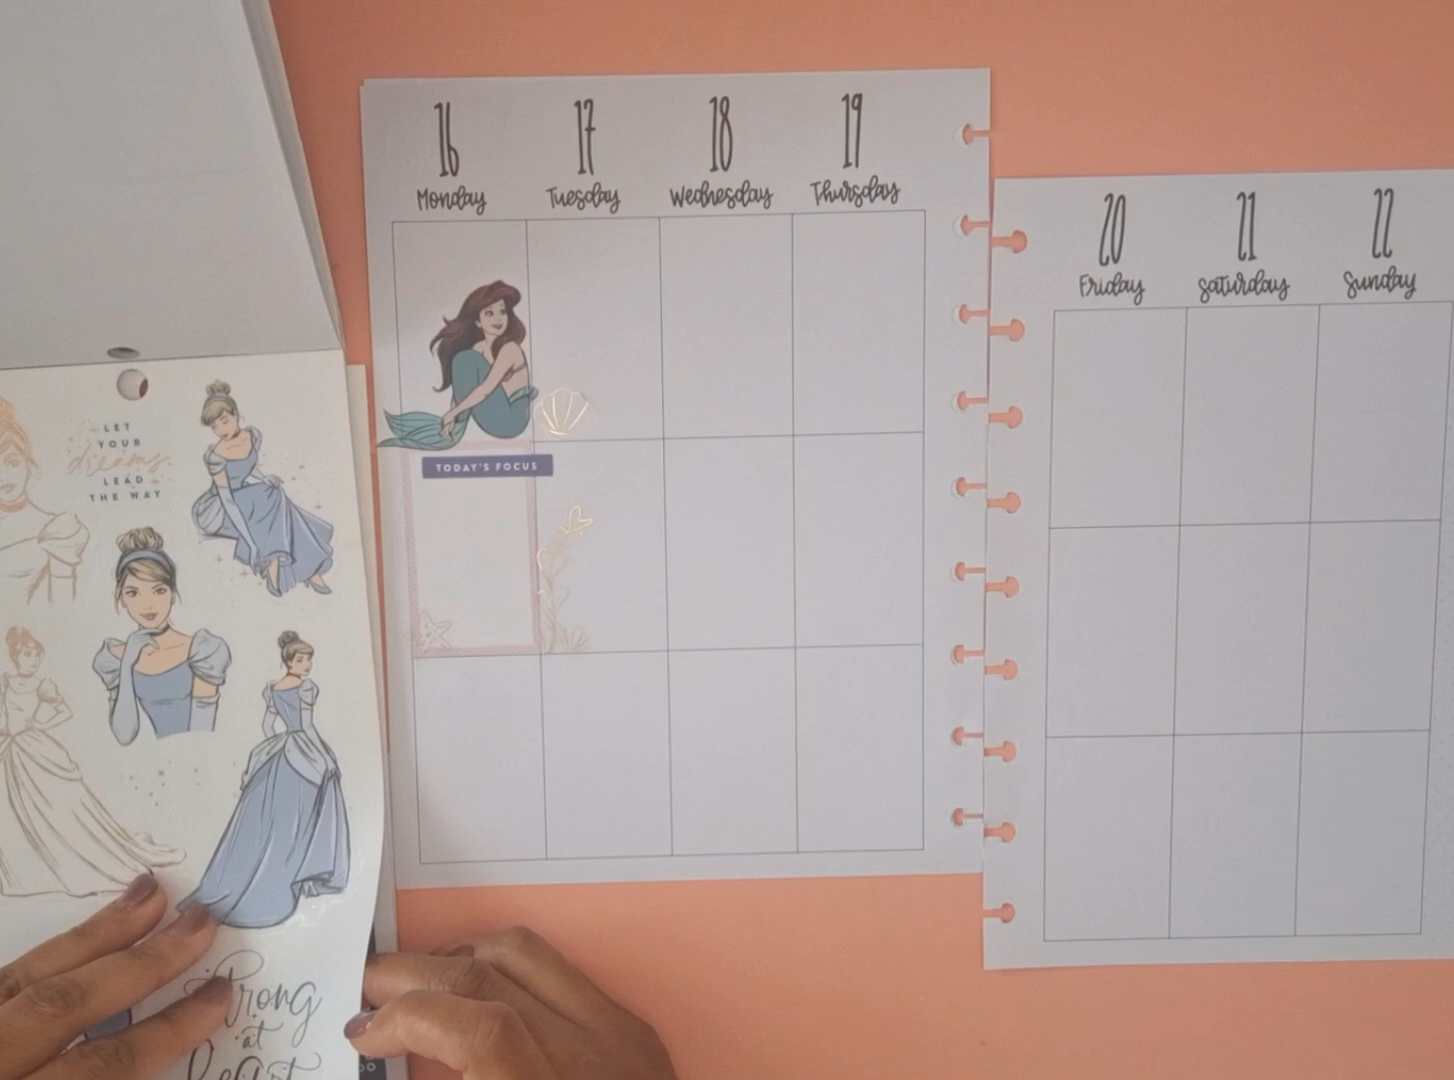 16 17 18 19
Monday Tuesday Wednesday Thursday
20 21 22
Friday Saturday Sunday
TODAY'S FOCUS
LET
YOUR
dreams
LEAD
THE WAY
Strong
at
heart